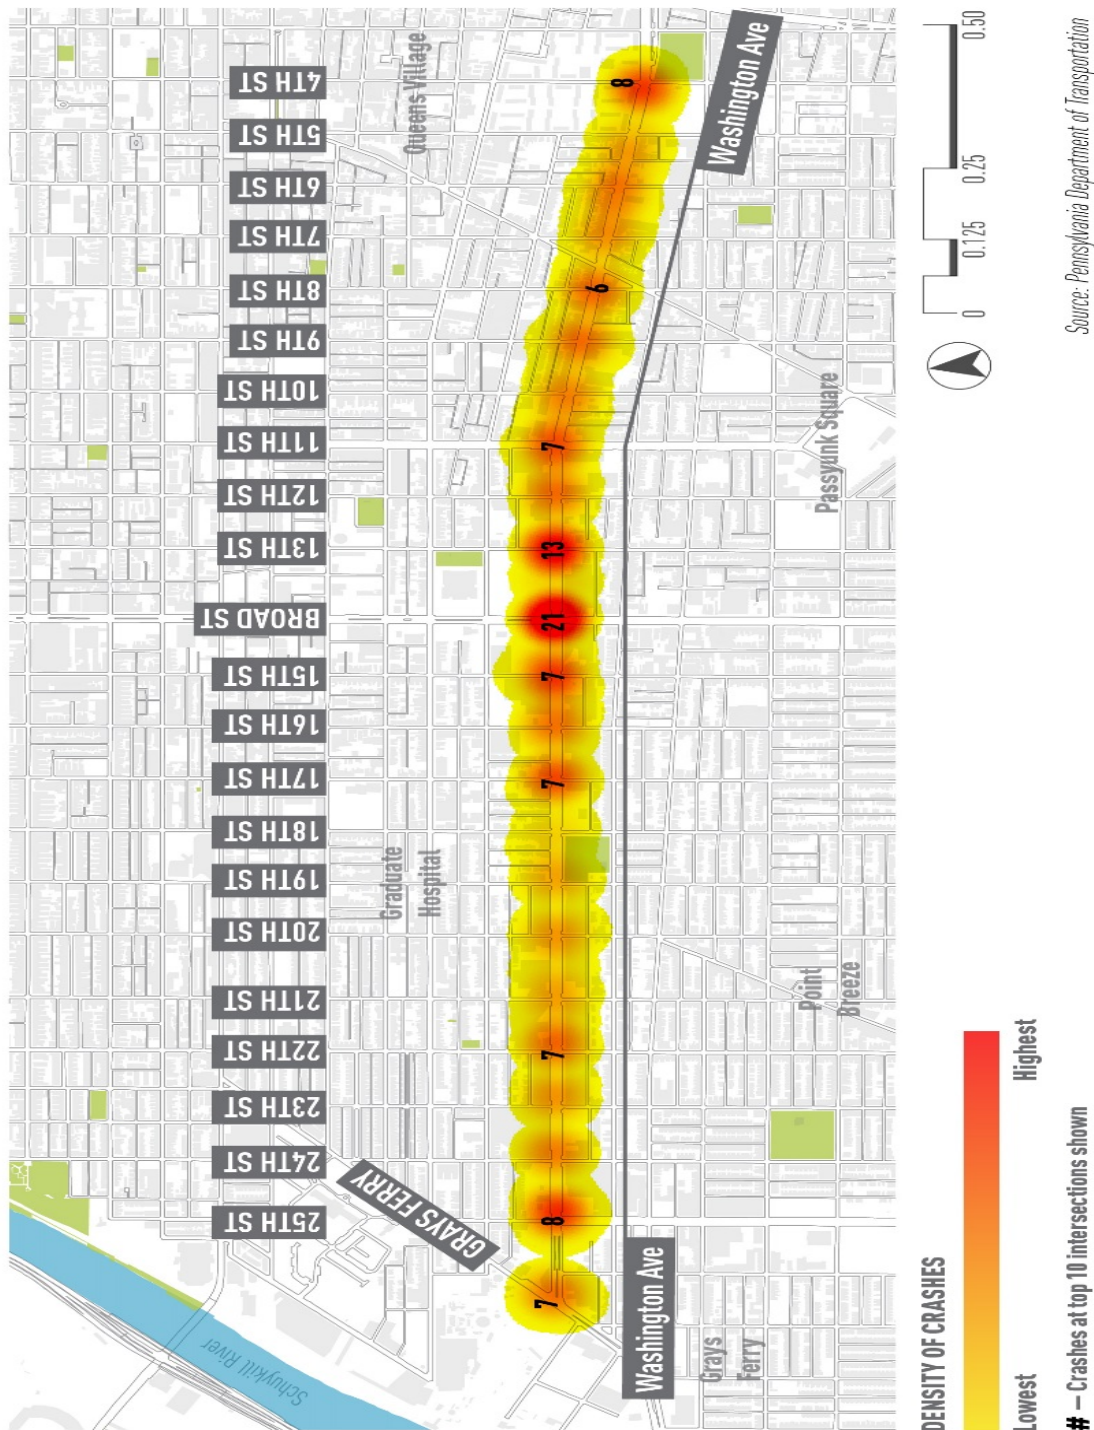 4TH ST
5TH ST
6TH ST
7TH ST
8TH ST
9TH ST
10TH ST
11TH ST
12TH ST
13TH ST
BROAD ST
15TH ST
16TH ST
17TH ST
18TH ST
19TH ST
20TH ST
21TH ST
22TH ST
23TH ST
24TH ST
25TH ST
GRAYS FERRY
Schuylkill River
Queens Village
Graduate
Hospital
7
8
7
7
7
21
13
7
6
8
Washington Ave
Washington Ave
Passyunk Square
Point
Breeze
Grays
Ferry
DENSITY OF CRASHES
Lowest
Highest
# – Crashes at top 10 intersections shown
0
0.125
0.25
0.50
Source: Pennsylvania Department of Transportation